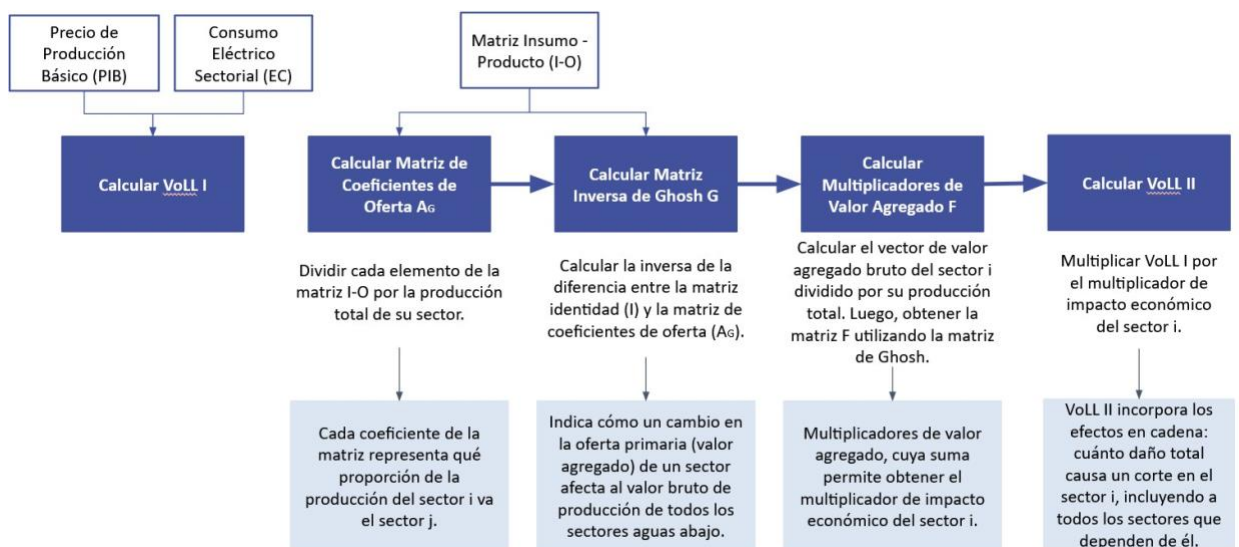 Precio de
Producción
Básico (PIB)
Consumo
Eléctrico
Sectorial (EC)
Matriz Insumo -
Producto (I-O)
Calcular VoLL I
Calcular Matriz de
Coeficientes de
Oferta AG
Calcular Matriz
Inversa de Ghosh G
Calcular
Multiplicadores de
Valor Agregado F
Calcular VoLL II
Dividir cada elemento de la
matriz I-O por la producción
total de su sector.
Calcular la inversa de la
diferencia entre la matriz
identidad (I) y la matriz de
coeficientes de oferta (AG).
Calcular el vector de valor
agregado bruto del sector i
dividido por su producción
total. Luego, obtener la
matriz F utilizando la matriz
de Ghosh.
Multiplicar VoLL I por
el multiplicador de
impacto económico
del sector i.
Cada coeficiente de la
matriz representa qué
proporción de la
producción del sector i va
el sector j.
Indica cómo un cambio en
la oferta primaria (valor
agregado) de un sector
afecta al valor bruto de
producción de todos los
sectores aguas abajo.
Multiplicadores de valor
agregado, cuya suma
permite obtener el
multiplicador de impacto
económico del sector i.
VoLL II incorpora los
efectos en cadena:
cuánto daño total
causa un corte en el
sector i, incluyendo a
todos los sectores que
dependen de él.